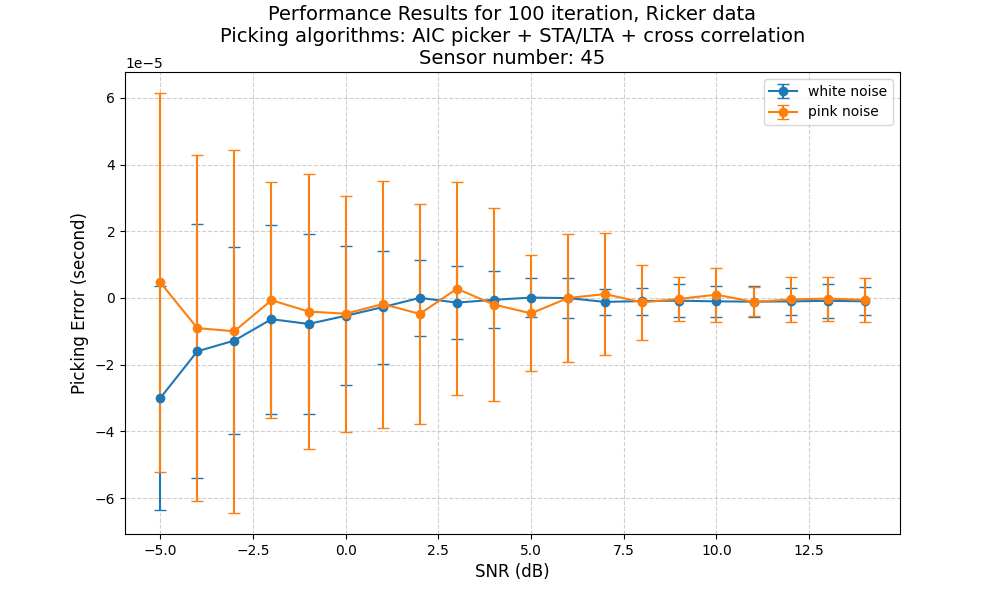 Performance Results for 100 iteration, Ricker data
Picking algorithms: AIC picker + STA/LTA + cross correlation
Sensor number: 45
1e−5
white noise
pink noise
6
4
2
0
−2
−4
−6
Picking Error (second)
−5.0 −2.5 0.0 2.5 5.0 7.5 10.0 12.5
SNR (dB)